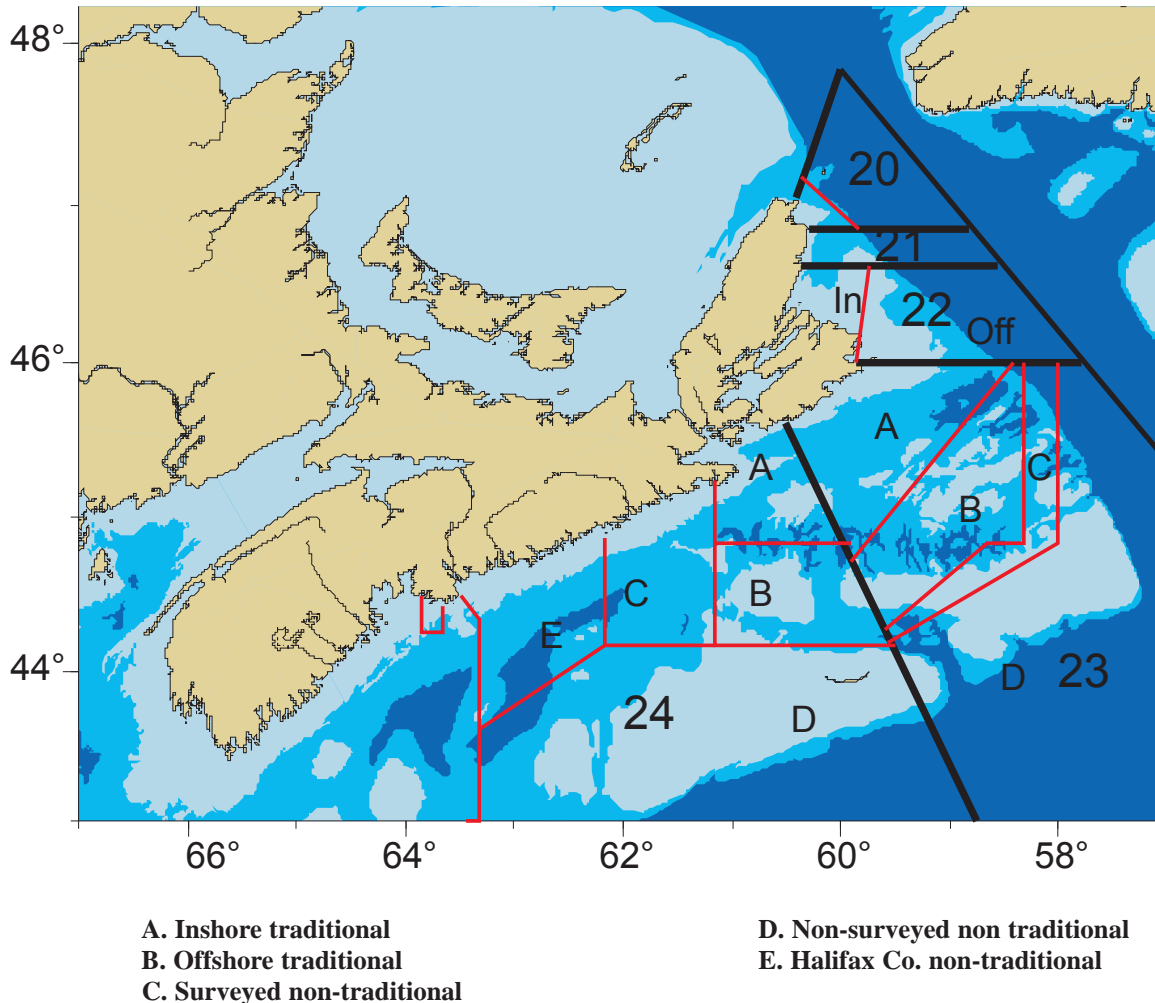 48°
20
21
In
22
Off
46°
A
A
C
B
C
B
E
44°
D
23
24
D
66°
64°
62°
60°
58°
A. Inshore traditional
B. Offshore traditional
C. Surveyed non-traditional
D. Non-surveyed non traditional
E. Halifax Co. non-traditional